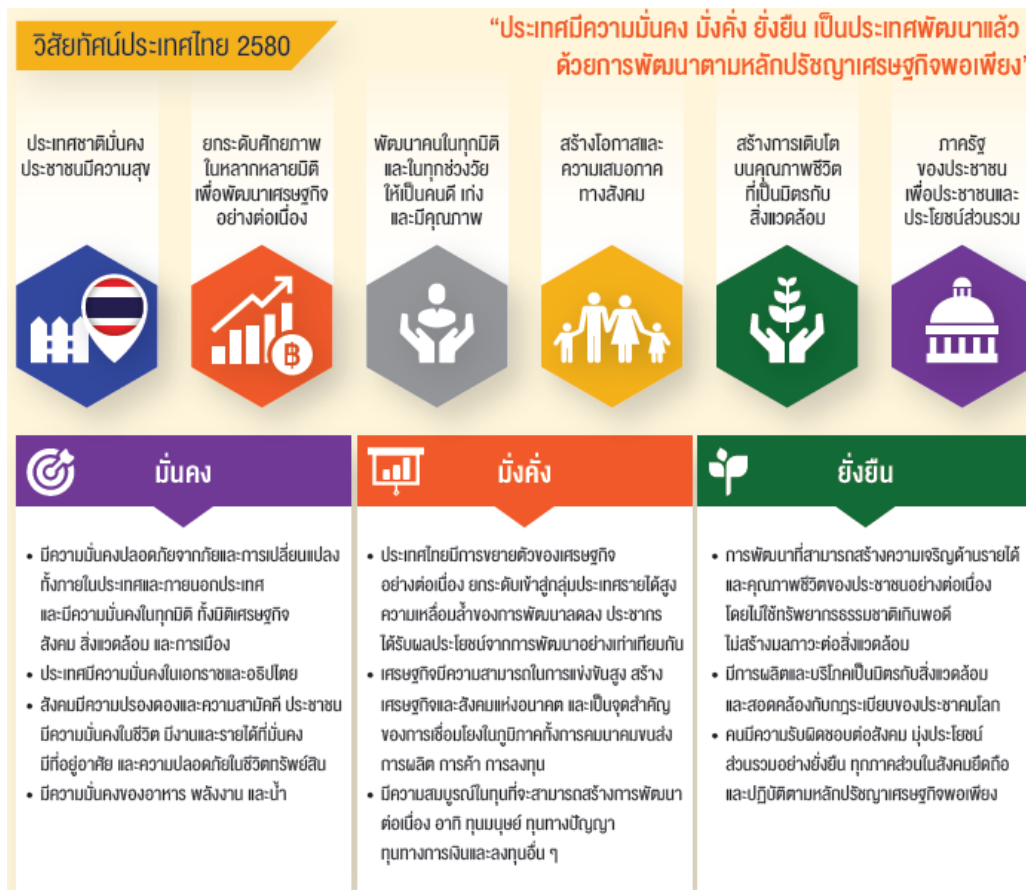 วิสัยทัศน์ประเทศไทย 2580
“ประเทศมีความมั่นคง มั่งคั่ง ยั่งยืน เป็นประเทศพัฒนาแล้ว
ด้วยการพัฒนาตามหลักปรัชญาเศรษฐกิจพอเพียง”
ประเทศชาติมั่นคง
ประชาชนมีความสุข
ยกระดับศักยภาพ
ในหลากหลายมิติ
เพื่อพัฒนาเศรษฐกิจ
อย่างต่อเนื่อง
พัฒนาคนในทุกมิติ
และในทุกช่วงวัย
ให้เป็นคนดี เก่ง
และมีคุณภาพ
สร้างโอกาสและ
ความเสมอภาค
ทางสังคม
สร้างการเติบโต
บนคุณภาพชีวิต
ที่เป็นมิตรกับ
สิ่งแวดล้อม
ภาครัฐ
ของประชาชน
เพื่อประชาชนและ
ประโยชน์ส่วนรวม
฿
มั่นคง
• มีความมั่นคงปลอดภัยจากภัยและการเปลี่ยนแปลง
ทั้งภายในประเทศและภายนอกประเทศ
และมีความมั่นคงในทุกมิติ ทั้งมิติเศรษฐกิจ
สังคม สิ่งแวดล้อม และการเมือง
• ประเทศมีความมั่นคงในเอกราชและอธิปไตย
• สังคมมีความปรองดองและความสามัคคี ประชาชน
มีความมั่นคงในชีวิต มีงานและรายได้ที่มั่นคง
มีที่อยู่อาศัย และความปลอดภัยในชีวิตทรัพย์สิน
• มีความมั่นคงของอาหาร พลังงาน และน้ำ
มั่งคั่ง
• ประเทศไทยมีการขยายตัวของเศรษฐกิจ
อย่างต่อเนื่อง ยกระดับเข้าสู่กลุ่มประเทศรายได้สูง
ความเหลื่อมล้ำของการพัฒนาลดลง ประชากร
ได้รับผลประโยชน์จากการพัฒนาอย่างเท่าเทียมกัน
• เศรษฐกิจมีความสามารถในการแข่งขันสูง สร้าง
เศรษฐกิจและสังคมแห่งอนาคต และเป็นจุดสำคัญ
ของการเชื่อมโยงในภูมิภาคทั้งการคมนาคมขนส่ง
การผลิต การค้า การลงทุน
• มีความสมบูรณ์ในทุนที่จะสามารถสร้างการพัฒนา
ต่อเนื่อง อาทิ ทุนมนุษย์ ทุนทางปัญญา
ทุนทางการเงินและลงทุนอื่น ๆ
ยั่งยืน
• การพัฒนาที่สามารถสร้างความเจริญด้านรายได้
และคุณภาพชีวิตของประชาชนอย่างต่อเนื่อง
โดยไม่ใช้ทรัพยากรธรรมชาติเกินพอดี
ไม่สร้างมลภาวะต่อสิ่งแวดล้อม
• มีการผลิตและบริโภคเป็นมิตรกับสิ่งแวดล้อม
และสอดคล้องกับกฎระเบียบของประชาคมโลก
• คนมีความรับผิดชอบต่อสังคม มุ่งประโยชน์
ส่วนรวมอย่างยั่งยืน ทุกภาคส่วนในสังคมยึดถือ
และปฏิบัติตามหลักปรัชญาเศรษฐกิจพอเพียง